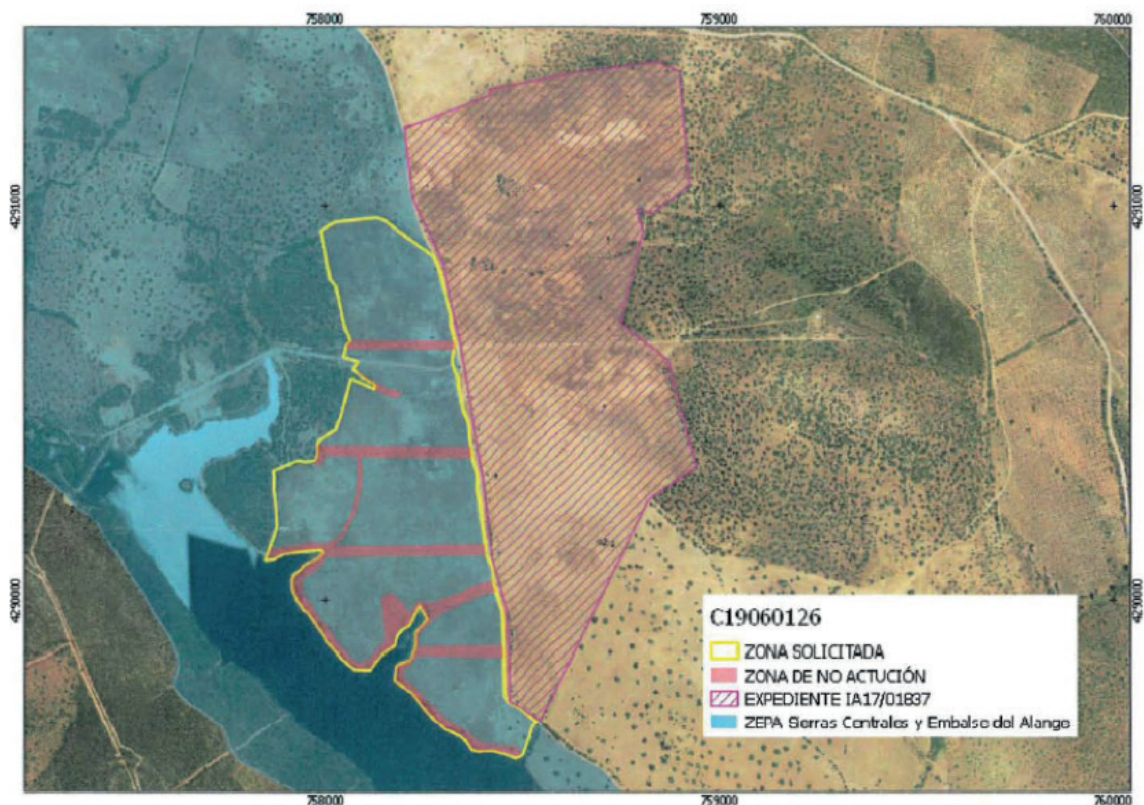 758000 759000 760000
4291000 4291000
4290000 4290000
C19060126
ZONA SOLICITADA
ZONA DE NO ACTUCIÓN
EXPEDIENTE IA17/01837
ZEPA Sierras Centrales y Embalse del Alange
758000 759000 760000